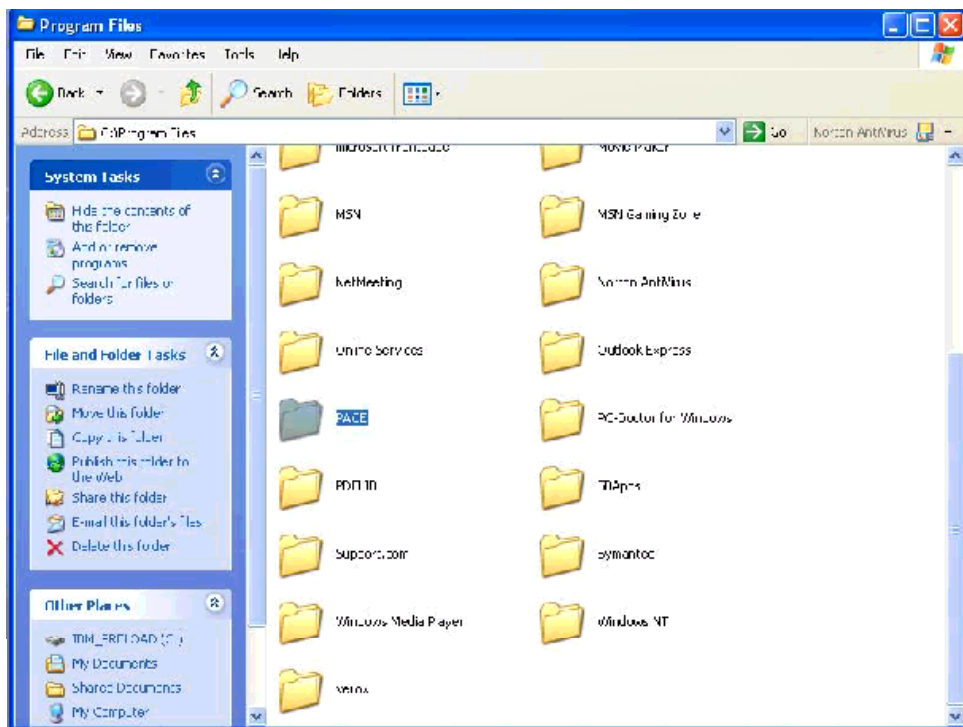 Program Files
File Edit View Favorites Tools Help
Back Search Folders
Address C:\Program Files Go Norton AntiVirus
System Tasks
Hide the contents of
this folder
Add or remove
programs
Search for files or
folders
File and Folder Tasks
Rename this folder
Move this folder
Copy this folder
Publish this folder to
the Web
Share this folder
E-mail this folder's files
Delete this folder
Other Places
IBM_PRELOAD (C:)
My Documents
Shared Documents
My Computer
microsoft frontpage Movie Maker
MSN MSN Gaming Zone
NetMeeting Norton AntiVirus
Online Services Outlook Express
PACE PC-Doctor for Windows
Support.com Symantec
Windows Media Player Windows NT
xerox